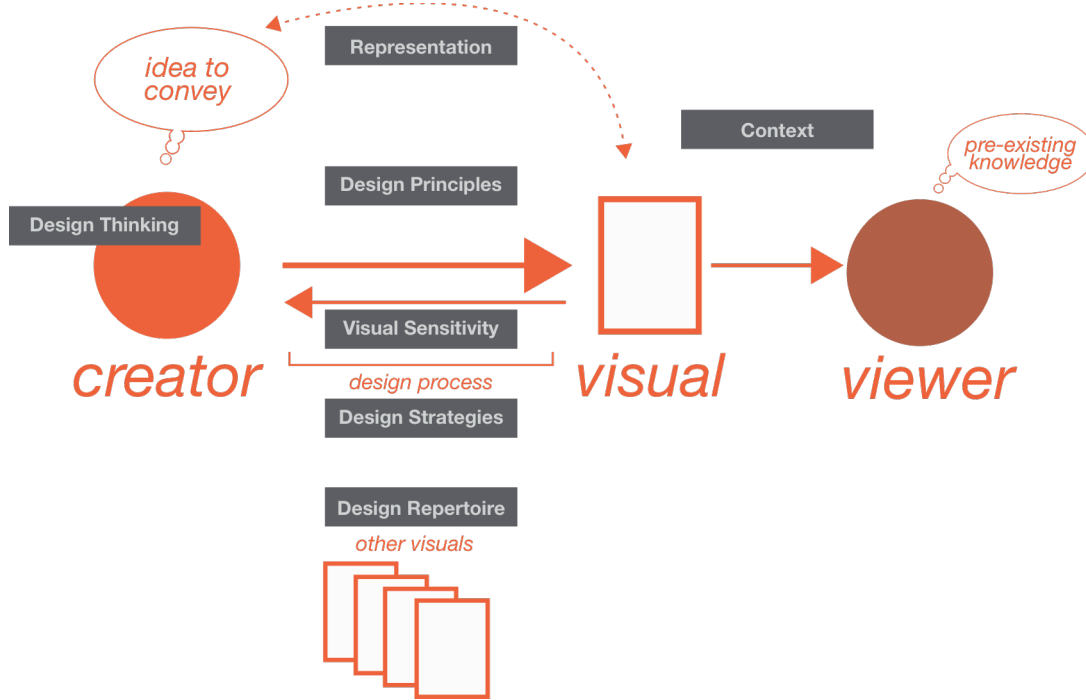 Representation
idea to
convey
Context
pre-existing
knowledge
Design Principles
Design Thinking
Visual Sensitivity
creator
visual
viewer
design process
Design Strategies
Design Repertoire
other visuals